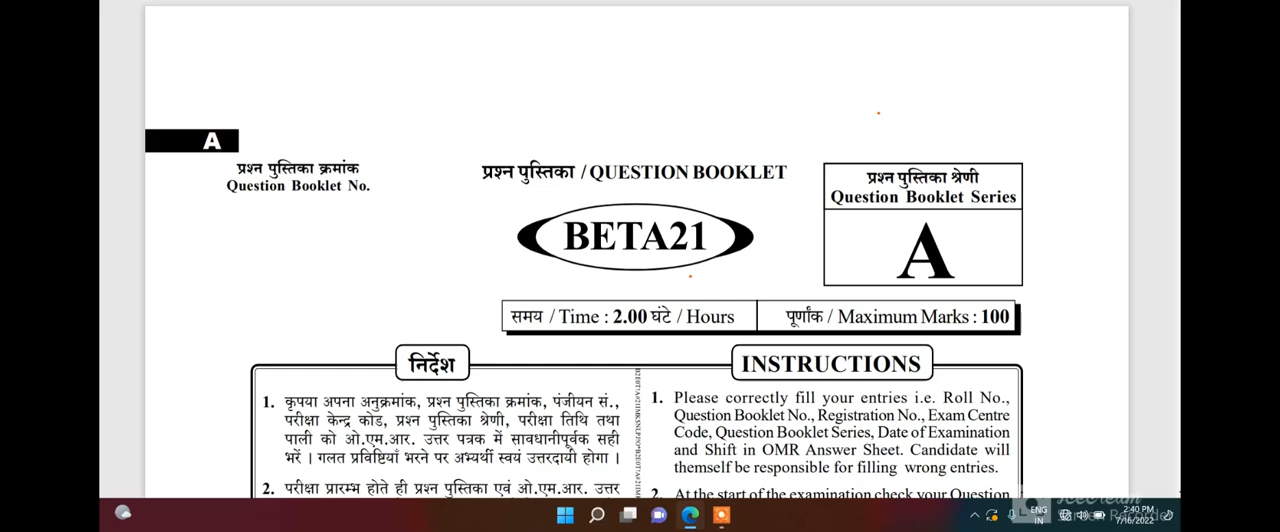 A
प्रश्न पुस्तिका क्रमांक
Question Booklet No.
प्रश्न पुस्तिका / QUESTION BOOKLET
BETA21
प्रश्न पुस्तिका श्रेणी
Question Booklet Series
A
समय / Time : 2.00 घंटे / Hours
पूर्णांक / Maximum Marks : 100
निर्देश
1. कृपया अपना अनुक्रमांक, प्रश्न पुस्तिका क्रमांक, पंजीयन सं.,
परीक्षा केन्द्र कोड, प्रश्न पुस्तिका श्रेणी, परीक्षा तिथि तथा
पाली को ओ.एम.आर. उत्तर पत्रक में सावधानीपूर्वक सही
भरें । गलत प्रविष्टियाँ भरने पर अभ्यर्थी स्वयं उत्तरदायी होगा ।
2. परीक्षा प्रारम्भ होते ही प्रश्न पुस्तिका एवं ओ.एम.आर. उत्तर
INSTRUCTIONS
1. Please correctly fill your entries i.e. Roll No.,
Question Booklet No., Registration No., Exam Centre
Code, Question Booklet Series, Date of Examination
and Shift in OMR Answer Sheet. Candidate will
themself be responsible for filling wrong entries.
2. At the start of the examination check your Question
ENG
IN
2:40 PM
7/16/2022